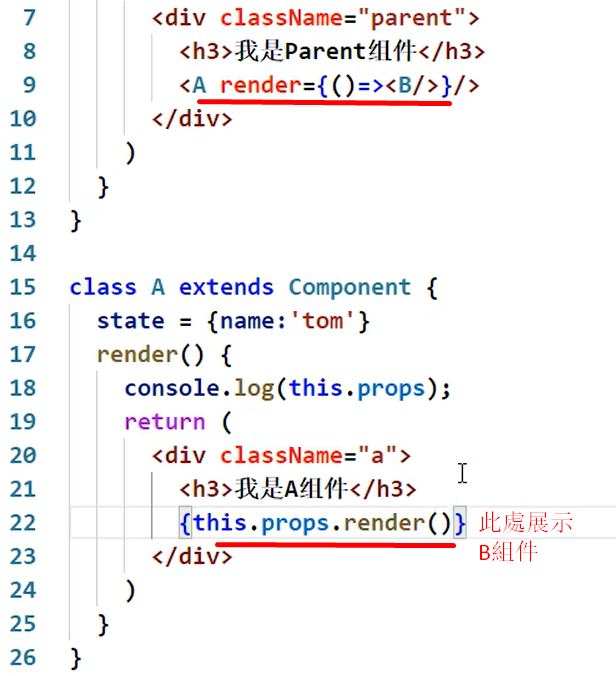 7 <div className="parent">
8 <h3>我是Parent组件</h3>
9 <A render={()=><B/>}/>
10 </div>
11 )
12 }
13 }
14
15 class A extends Component {
16 state = {name:'tom'}
17 render() {
18 console.log(this.props);
19 return (
20 <div className="a">
21 <h3>我是A组件</h3>
22 {this.props.render()} 此處展示
B組件
23 </div>
24 )
25 }
26 }